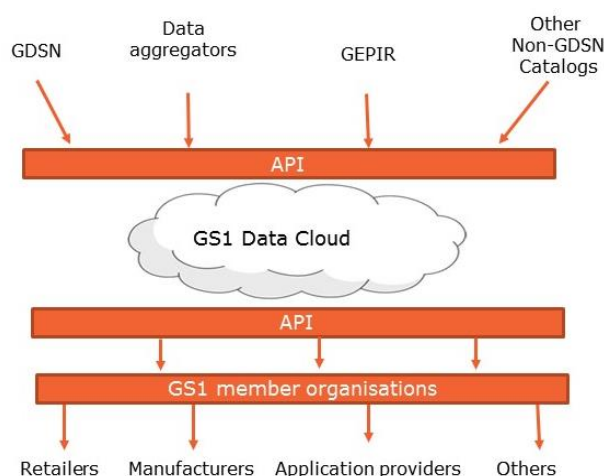 GDSN
Data
aggregators
GEPIR
Other
Non-GDSN
Catalogs
API
GS1 Data Cloud
API
GS1 member organisations
Retailers
Manufacturers
Application providers
Others